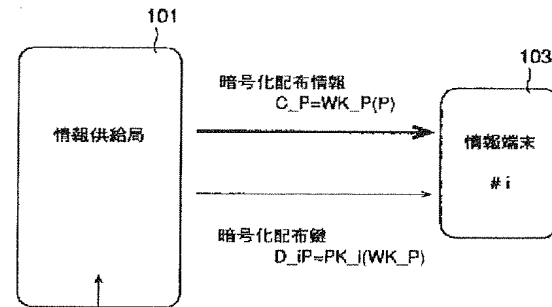 101
暗号化配布情報
C_P=WK_P(P)
103
情報供給局
情報端末
#i
暗号化配布鍵
D_iP=PK_i(WK_P)